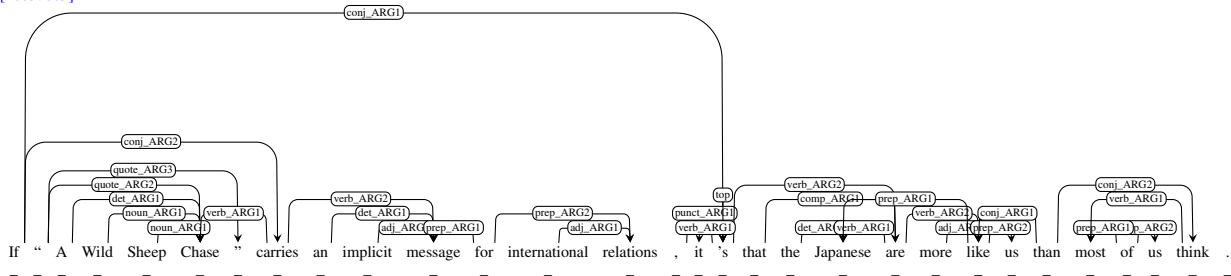 conj_ARG1
conj_ARG2
quote_ARG3
quote_ARG2 verb_ARG2 conj_ARG2
det_ARG1 verb_ARG2 top comp_ARG1 prep_ARG1 verb_ARG1
noun_ARG1 verb_ARG1 det_ARG1 prep_ARG2 punct_ARG1 verb_ARG2 conj_ARG1
noun_ARG1 prep_ARG1 adj_ARG1 verb_ARG1 verb_ARG1 prep_ARG2 prep_ARG1
If “ A Wild Sheep Chase ” carries an implicit message for international relations , it 's that the Japanese are more like us than most of us think .